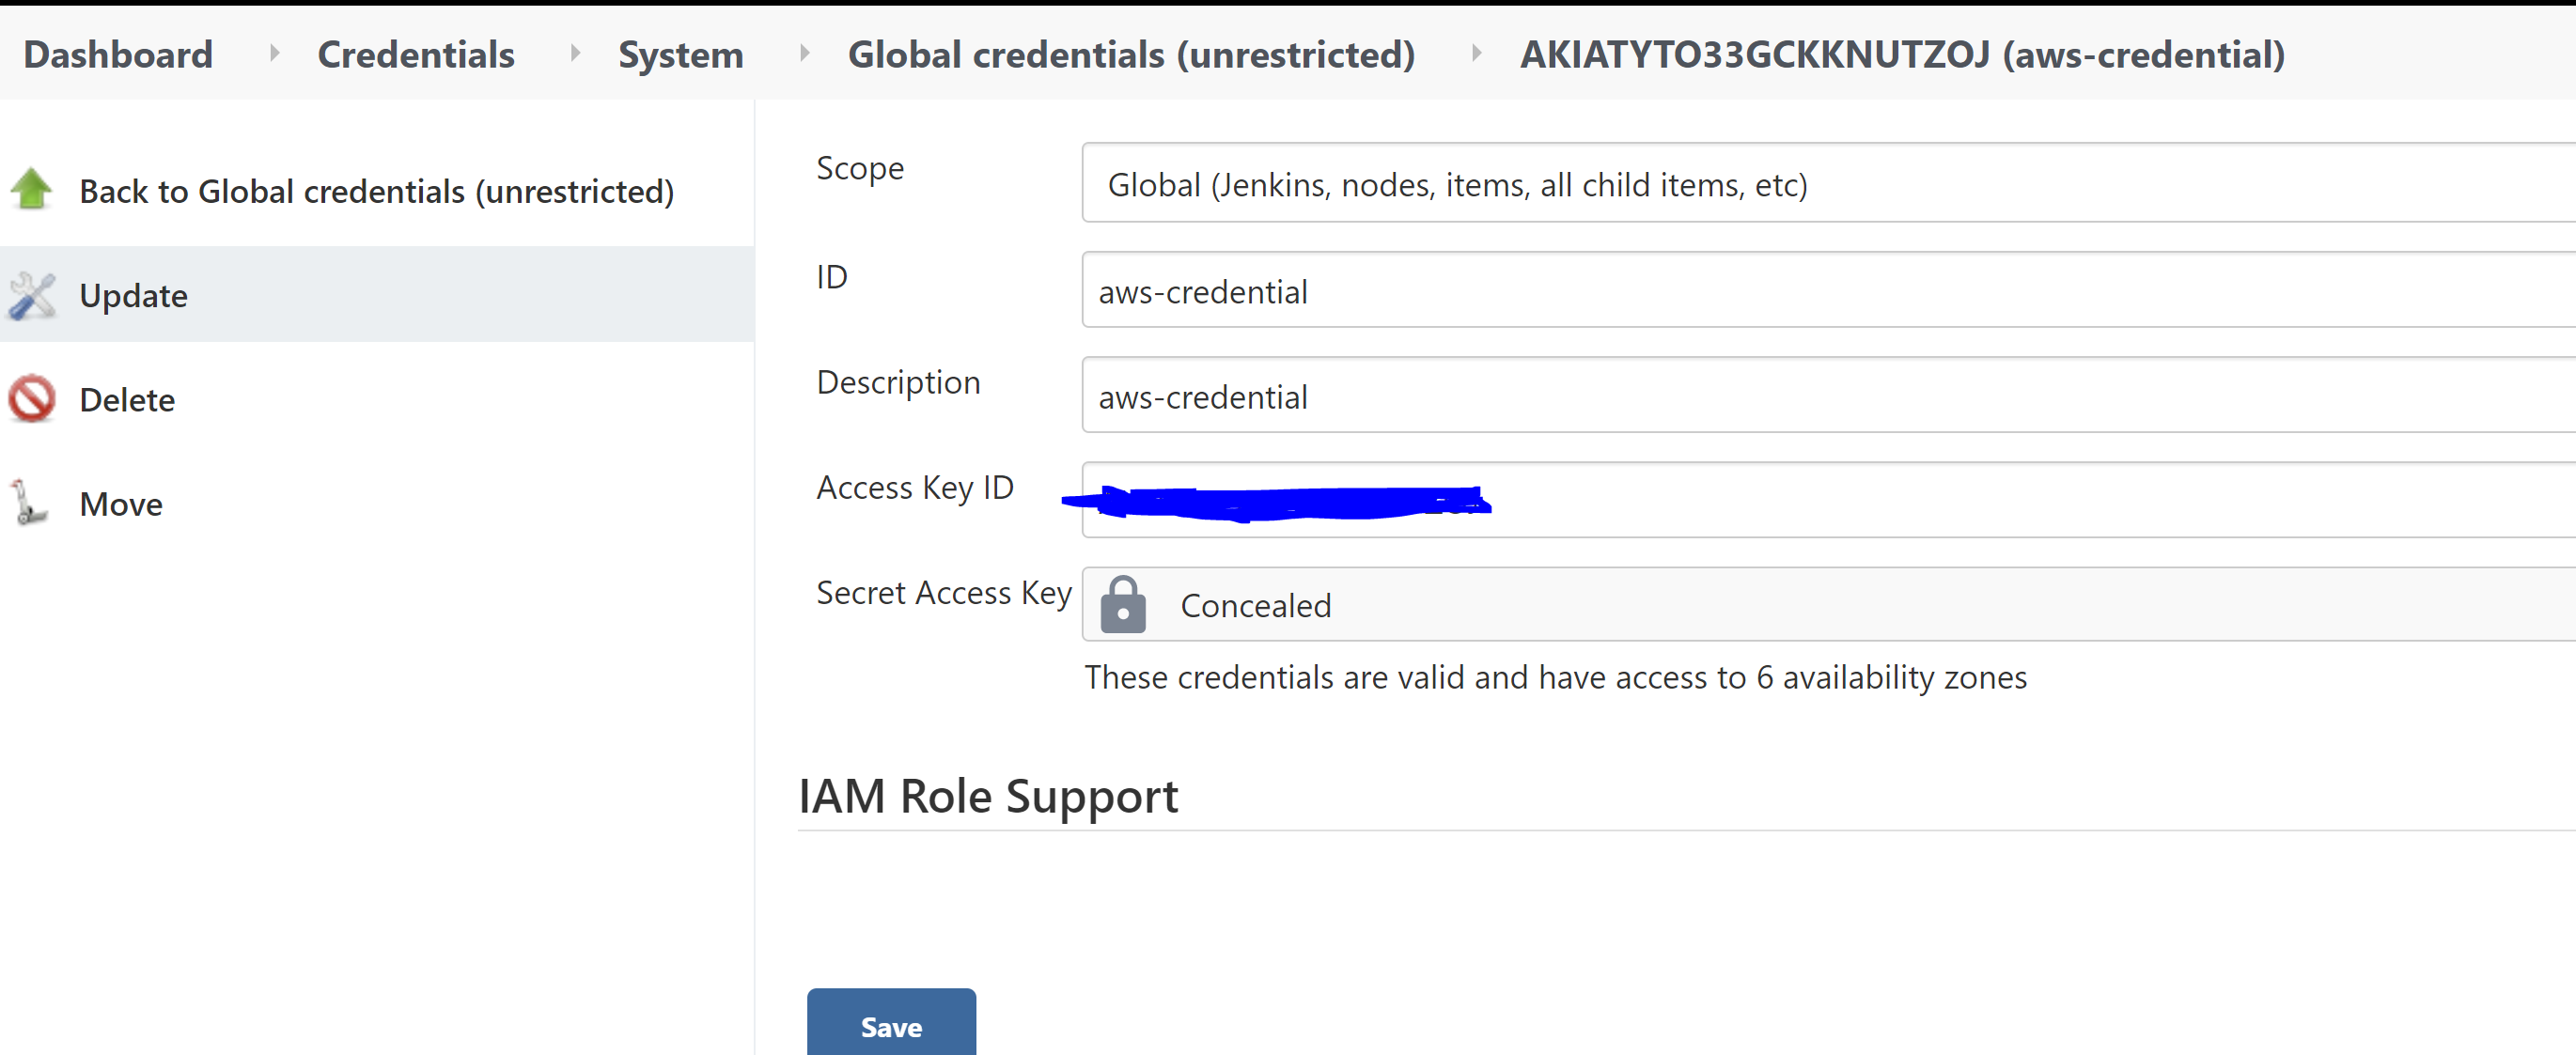 Dashboard Credentials System Global credentials (unrestricted) AKIATYTO33GCKKNUTZOJ (aws-credential)
Back to Global credentials (unrestricted)
Update
Delete
Move
Scope
Global (Jenkins, nodes, items, all child items, etc)
ID
aws-credential
Description
aws-credential
Access Key ID
Secret Access Key
Concealed
These credentials are valid and have access to 6 availability zones
IAM Role Support
Save